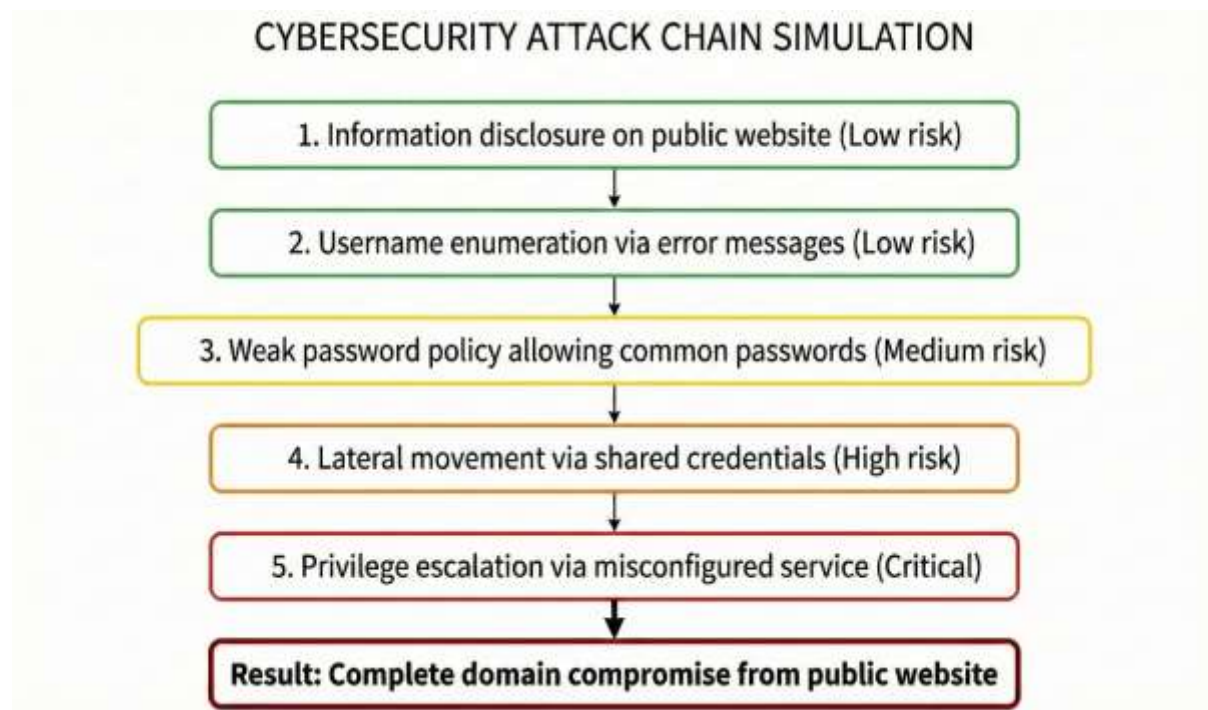 CYBERSECURITY ATTACK CHAIN SIMULATION
1. Information disclosure on public website (Low risk)
2. Username enumeration via error messages (Low risk)
3. Weak password policy allowing common passwords (Medium risk)
4. Lateral movement via shared credentials (High risk)
5. Privilege escalation via misconfigured service (Critical)
Result: Complete domain compromise from public website